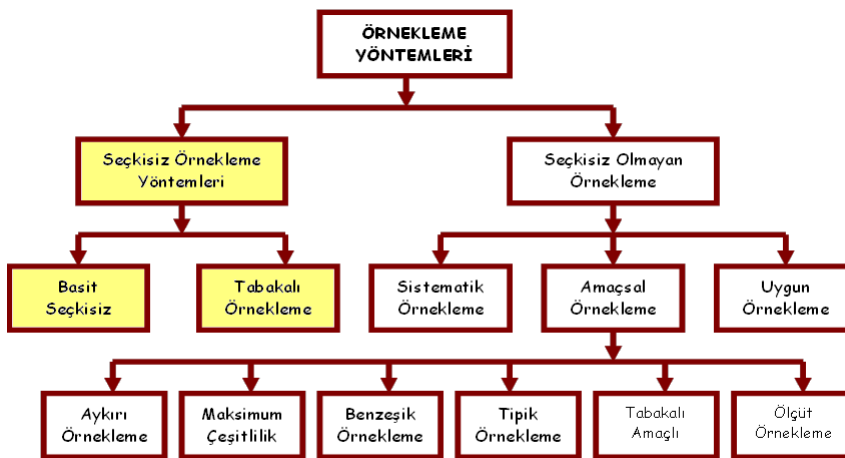 ÖRNEKLEME
YÖNTEMLERİ
Seçkisiz Örnekleme
Yöntemleri
Seçkisiz Olmayan
Örnekleme
Basit
Seçkisiz
Tabakalı
Örnekleme
Sistematik
Örnekleme
Amaçsal
Örnekleme
Uygun
Örnekleme
Aykırı
Örnekleme
Maksimum
Çeşitlilik
Benzeşik
Örnekleme
Tipik
Örnekleme
Tabakalı
Amaçlı
Ölçüt
Örnekleme